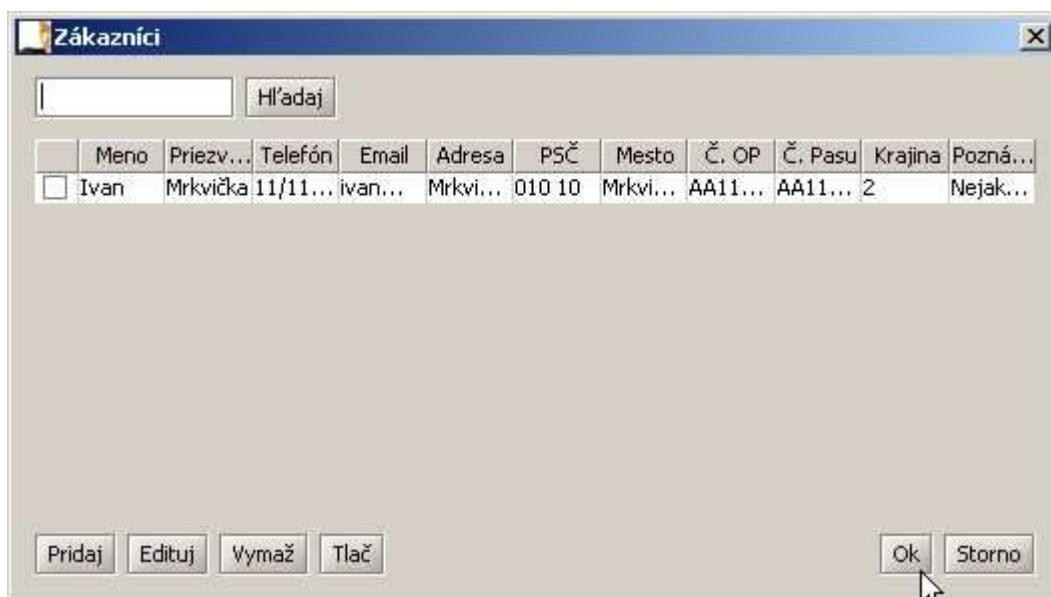 Zákazníci
Hľadaj
Meno Priezv... Telefón Email Adresa PSČ Mesto Č. OP Č. Pasu Krajina Pozná...
Ivan Mrkvička 11/11... ivan... Mrkvi... 010 10 Mrkvi... AA11... AA11... 2 Nejak...
Pridaj Edituj Vymaž Tlač Ok Storno